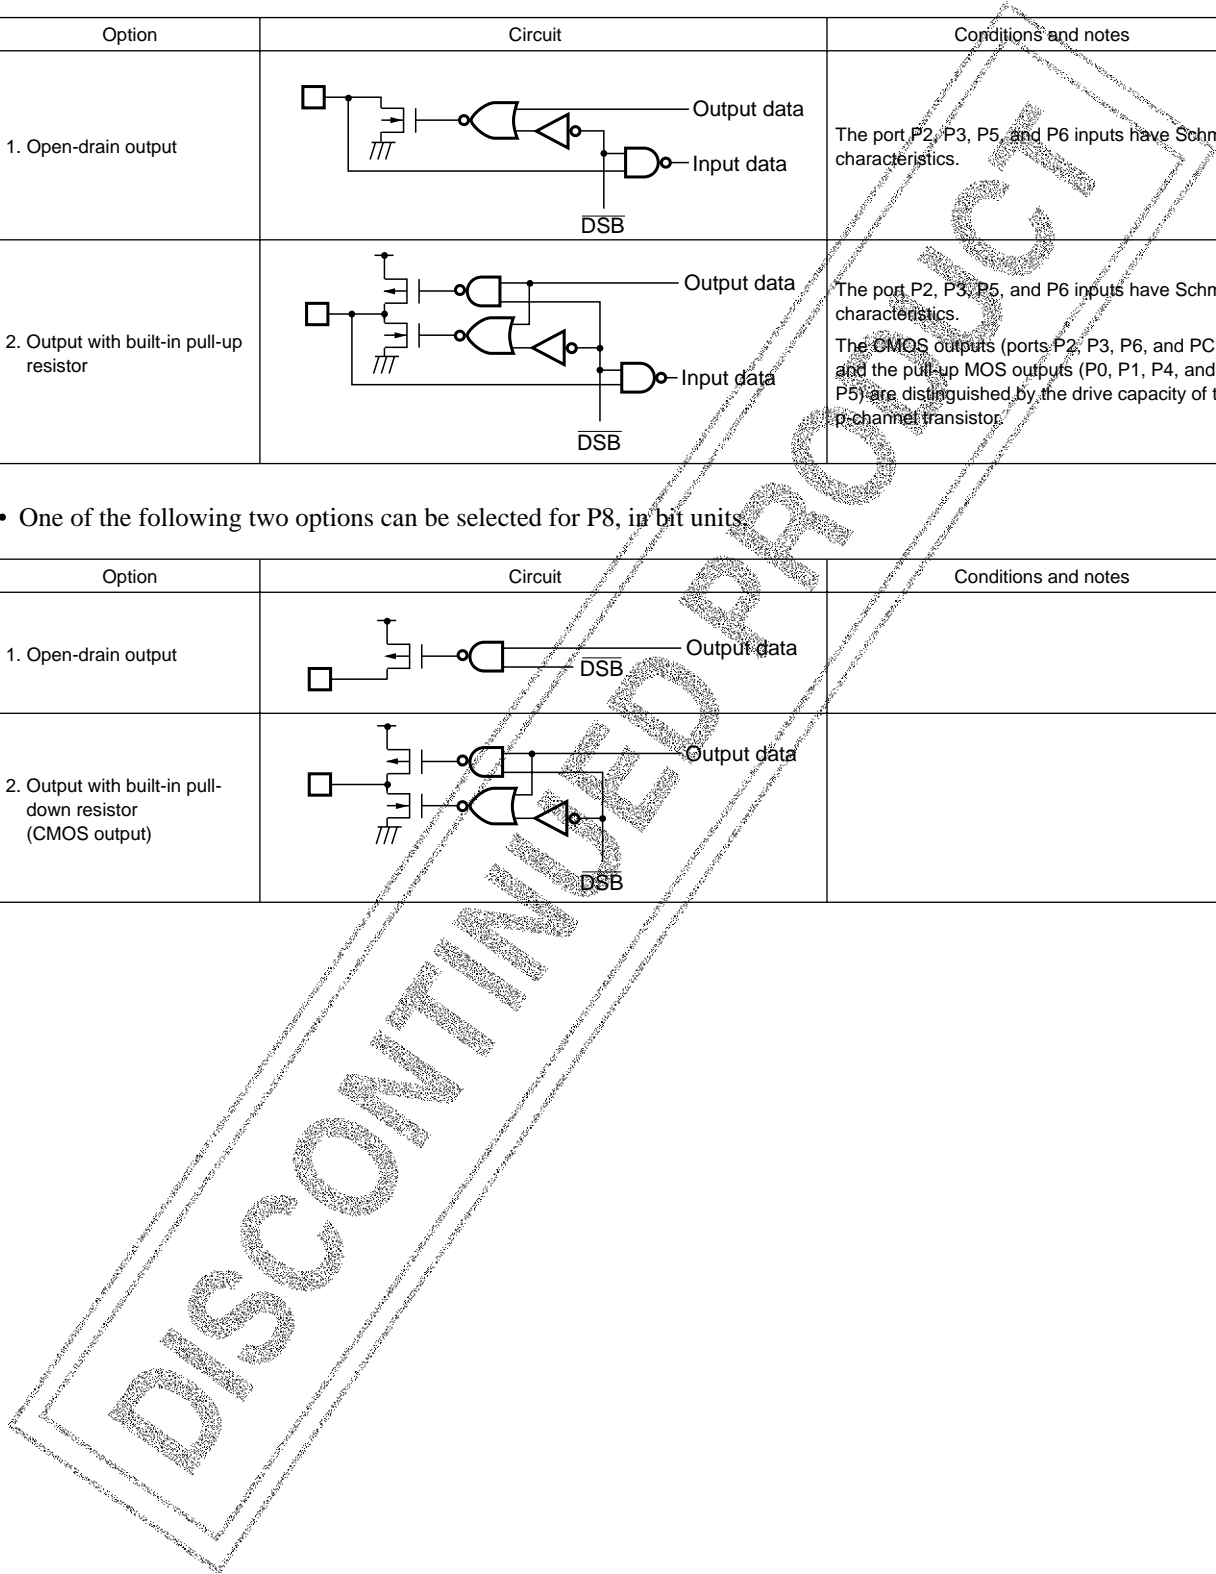 Option Circuit Conditions and notes
1. Open-drain output
Output data
Input data
DSB
The port P2, P3, P5, and P6 inputs have Schm
characteristics.
2. Output with built-in pull-up
resistor
Output data
Input data
DSB
The port P2, P3, P5, and P6 inputs have Schm
characteristics.
The CMOS outputs (ports P2, P3, P6, and PC
and the pull-up MOS outputs (P0, P1, P4, and
P5) are distinguished by the drive capacity of t
p-channel transistor.
• One of the following two options can be selected for P8, in bit units.
Option Circuit Conditions and notes
1. Open-drain output
Output data
DSB
2. Output with built-in pull-
down resistor
(CMOS output)
Output data
DSB
DISCONTINUED PRODUCT